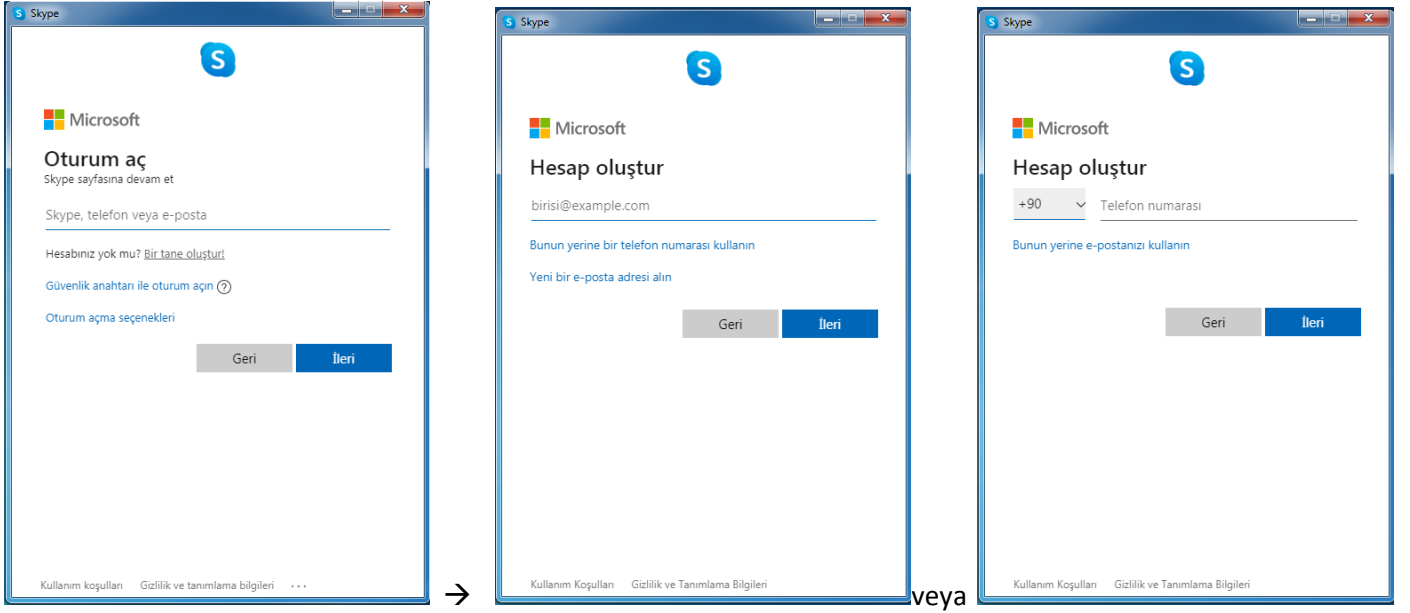 Skype
S
Microsoft
Oturum aç
Skype sayfasına devam et
Skype, telefon veya e-posta
Hesabınız yok mu? Bir tane oluştur!
Güvenlik anahtarı ile oturum açın ?
Oturum açma seçenekleri
Geri İleri
Kullanım koşulları Gizlilik ve tanımlama bilgileri ...
→
Skype
S
Microsoft
Hesap oluştur
birisi@example.com
Bunun yerine bir telefon numarası kullanın
Yeni bir e-posta adresi alın
Geri İleri
Kullanım Koşulları Gizlilik ve Tanımlama Bilgileri
veya
Skype
S
Microsoft
Hesap oluştur
+90 Telefon numarası
Bunun yerine e-postanızı kullanın
Geri İleri
Kullanım Koşulları Gizlilik ve Tanımlama Bilgileri